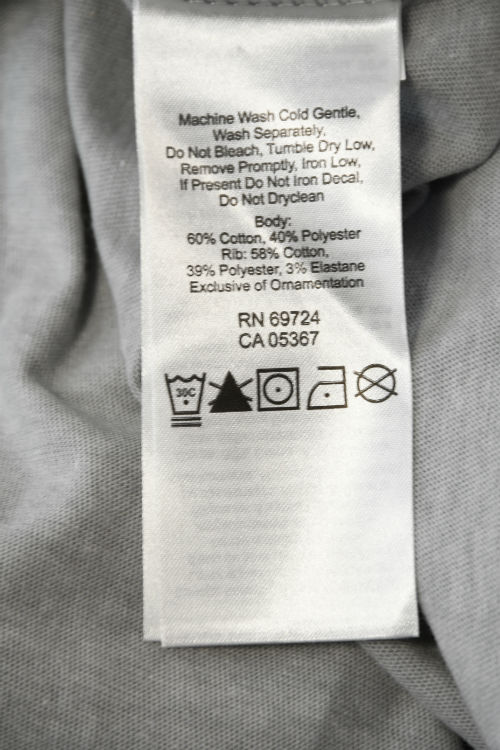 Machine Wash Cold Gentle,
Wash Separately,
Do Not Bleach, Tumble Dry Low,
Remove Promptly, Iron Low,
If Present Do Not Iron Decal,
Do Not Dryclean
Body:
60% Cotton, 40% Polyester
Rib: 58% Cotton,
39% Polyester, 3% Elastane
Exclusive of Ornamentation
RN 69724
CA 05367
30C